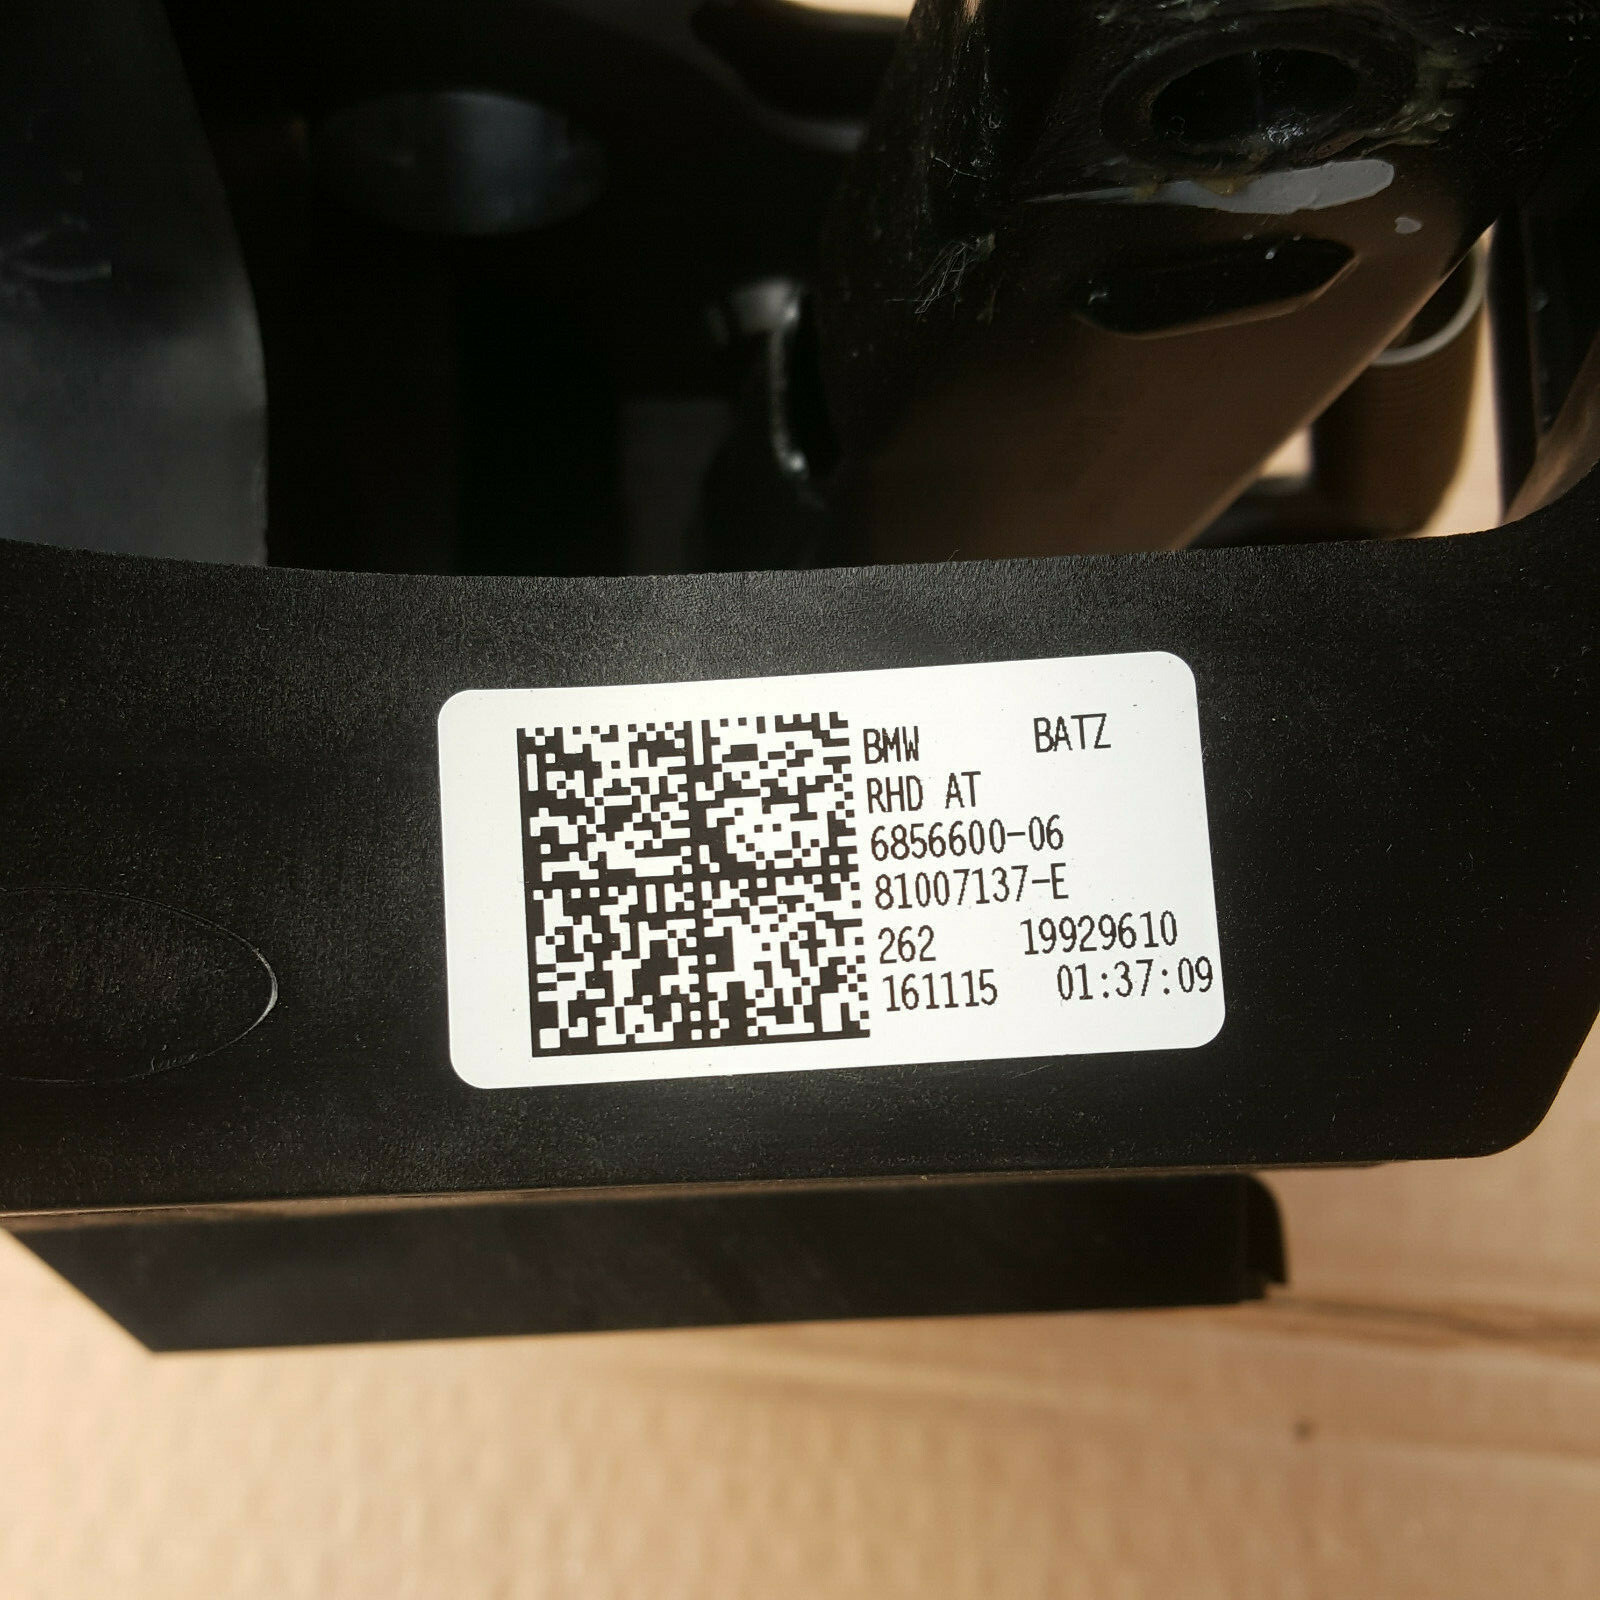 BMW BATZ
RHD AT
6856600-06
81007137-E
262 19929610
161115 01:37:09